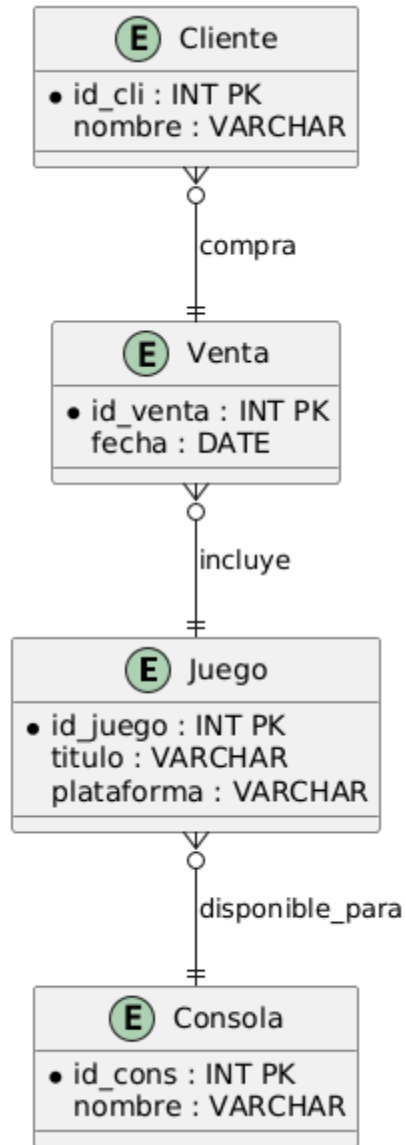 E Cliente
id_cli : INT PK
nombre : VARCHAR
compra
E Venta
id_venta : INT PK
fecha : DATE
incluye
E Juego
id_juego : INT PK
titulo : VARCHAR
plataforma : VARCHAR
disponible_para
E Consola
id_cons : INT PK
nombre : VARCHAR